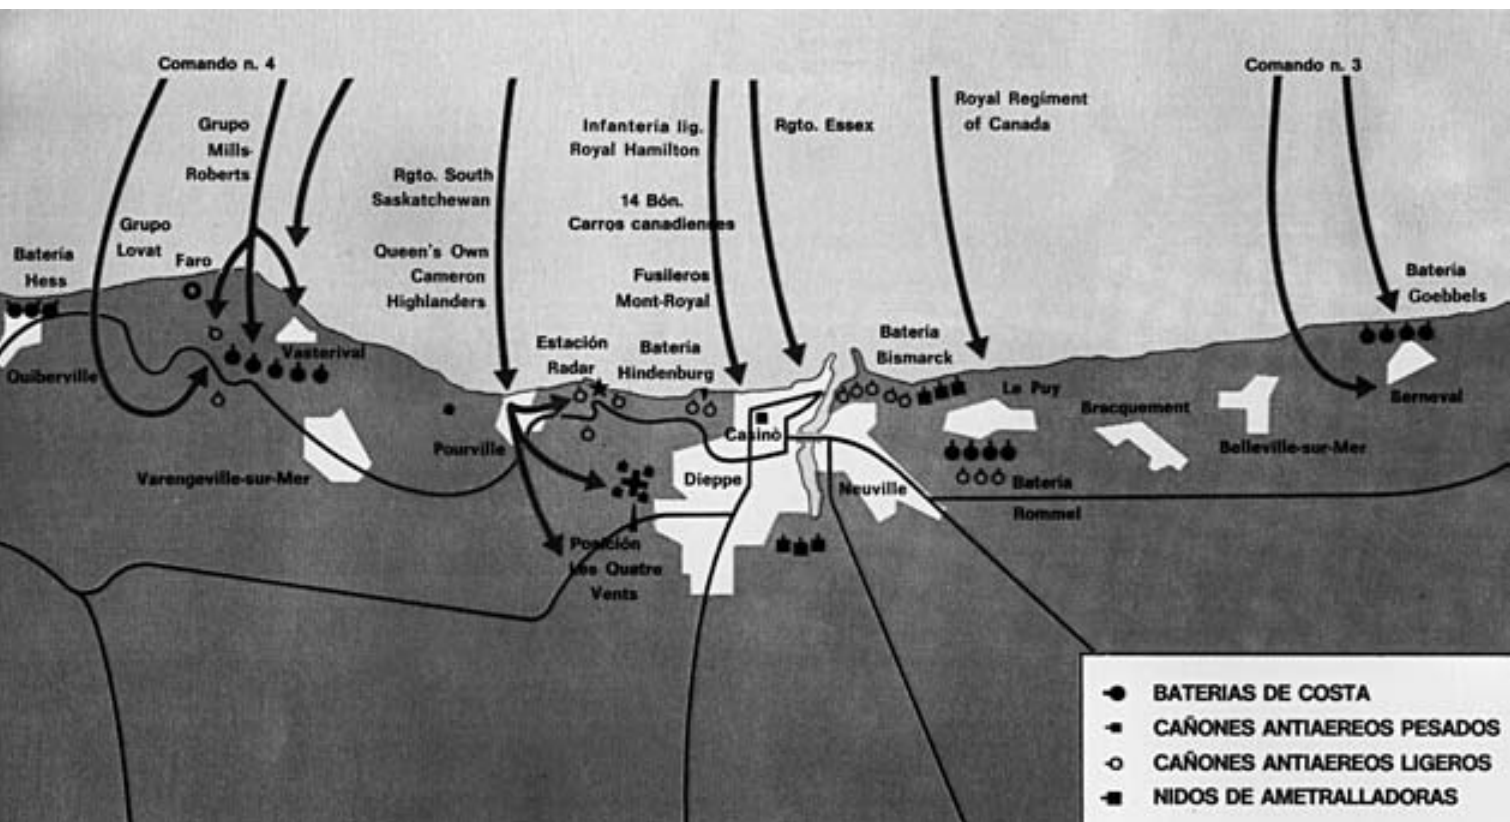 Comando n. 4
Comando n. 3
Grupo
Mills-
Roberts
Infantería lig.
Royal Hamilton
Rgto. Essex
Royal Regiment
of Canada
Rgto. South
Saskatchewan
14 Bón.
Carros canadienses
Grupo
Lovat
Faro
Batería
Hess
Queen's Own
Cameron
Highlanders
Fusileros
Mont-Royal
Batería
Goebbels
Estación
Radar
Batería
Hindenburg
Batería
Bismarck
Vasterival
Quiberville
Le Puy
Berneval
Bracquement
Casinò
Pourville
Belleville-sur-Mer
Varengeville-sur-Mer
Dieppe
Neuville
Batería
Rommel
Posición
Les Quatre
Vents
BATERIAS DE COSTA
CAÑONES ANTIAEREOS PESADOS
CAÑONES ANTIAEREOS LIGEROS
NIDOS DE AMETRALLADORAS